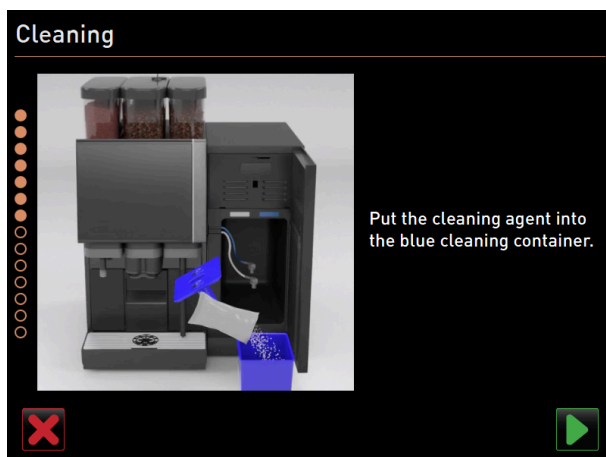 Cleaning
Put the cleaning agent into
the blue cleaning container.